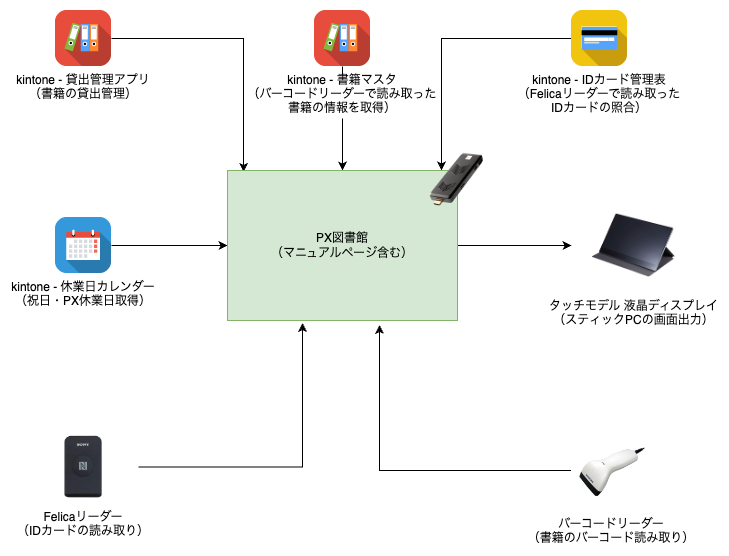 kintone - 貸出管理アプリ
（書籍の貸出管理）
kintone - 書籍マスタ
（バーコードリーダーで読み取った
書籍の情報を取得）
kintone - IDカード管理表
（Felicaリーダーで読み取った
IDカードの照合）
PX図書館
（マニュアルページ含む）
kintone - 休業日カレンダー
（祝日・PX休業日取得）
タッチモデル 液晶ディスプレイ
（スティックPCの画面出力）
SONY
Felicaリーダー
（IDカードの読み取り）
バーコードリーダー
（書籍のバーコード読み取り）